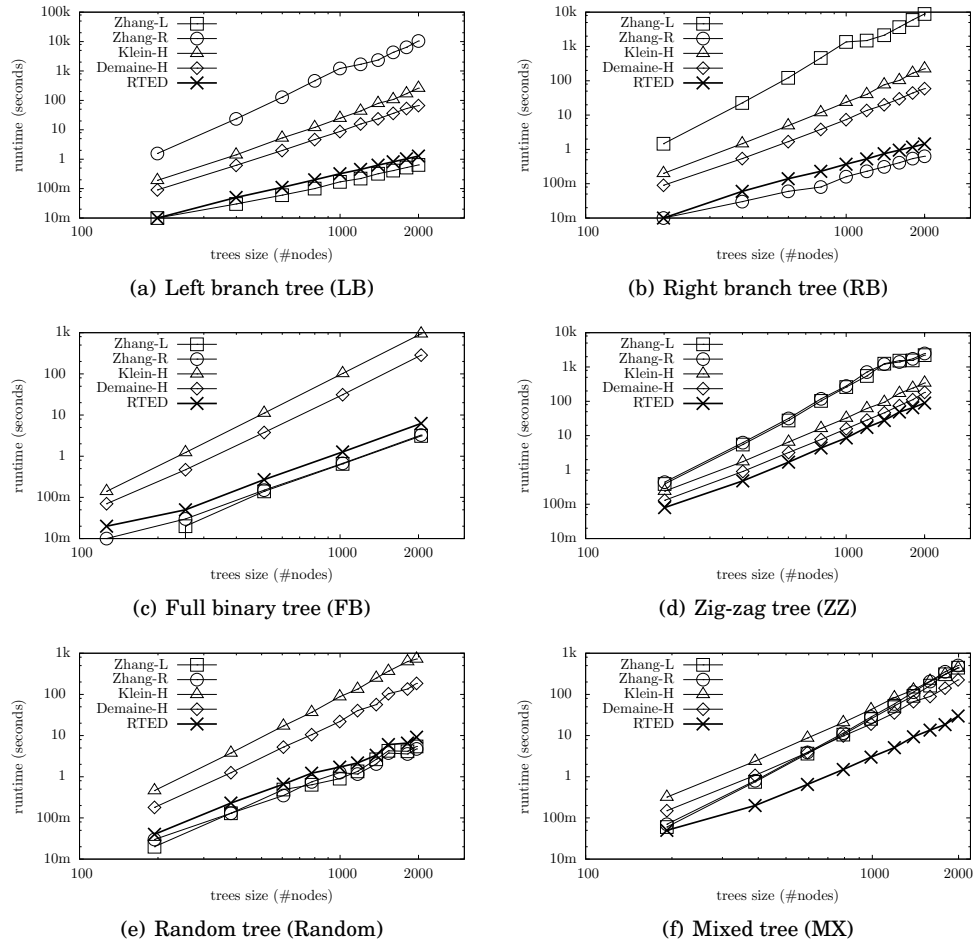 100k
10k
1k
100
10
1
100m
10m
100
1000
2000
runtime (seconds)
trees size (#nodes)
Zhang-L
Zhang-R
Klein-H
Demaine-H
RTED
(a) Left branch tree (LB)
10k
1k
100
10
1
100m
10m
100
1000
2000
runtime (seconds)
trees size (#nodes)
Zhang-L
Zhang-R
Klein-H
Demaine-H
RTED
(b) Right branch tree (RB)
1k
100
10
1
100m
10m
100
1000
2000
runtime (seconds)
trees size (#nodes)
Zhang-L
Zhang-R
Klein-H
Demaine-H
RTED
(c) Full binary tree (FB)
10k
1k
100
10
1
100m
10m
100
1000
2000
runtime (seconds)
trees size (#nodes)
Zhang-L
Zhang-R
Klein-H
Demaine-H
RTED
(d) Zig-zag tree (ZZ)
1k
100
10
1
100m
10m
100
1000
2000
runtime (seconds)
trees size (#nodes)
Zhang-L
Zhang-R
Klein-H
Demaine-H
RTED
(e) Random tree (Random)
1k
100
10
1
100m
10m
100
1000
2000
runtime (seconds)
trees size (#nodes)
Zhang-L
Zhang-R
Klein-H
Demaine-H
RTED
(f) Mixed tree (MX)